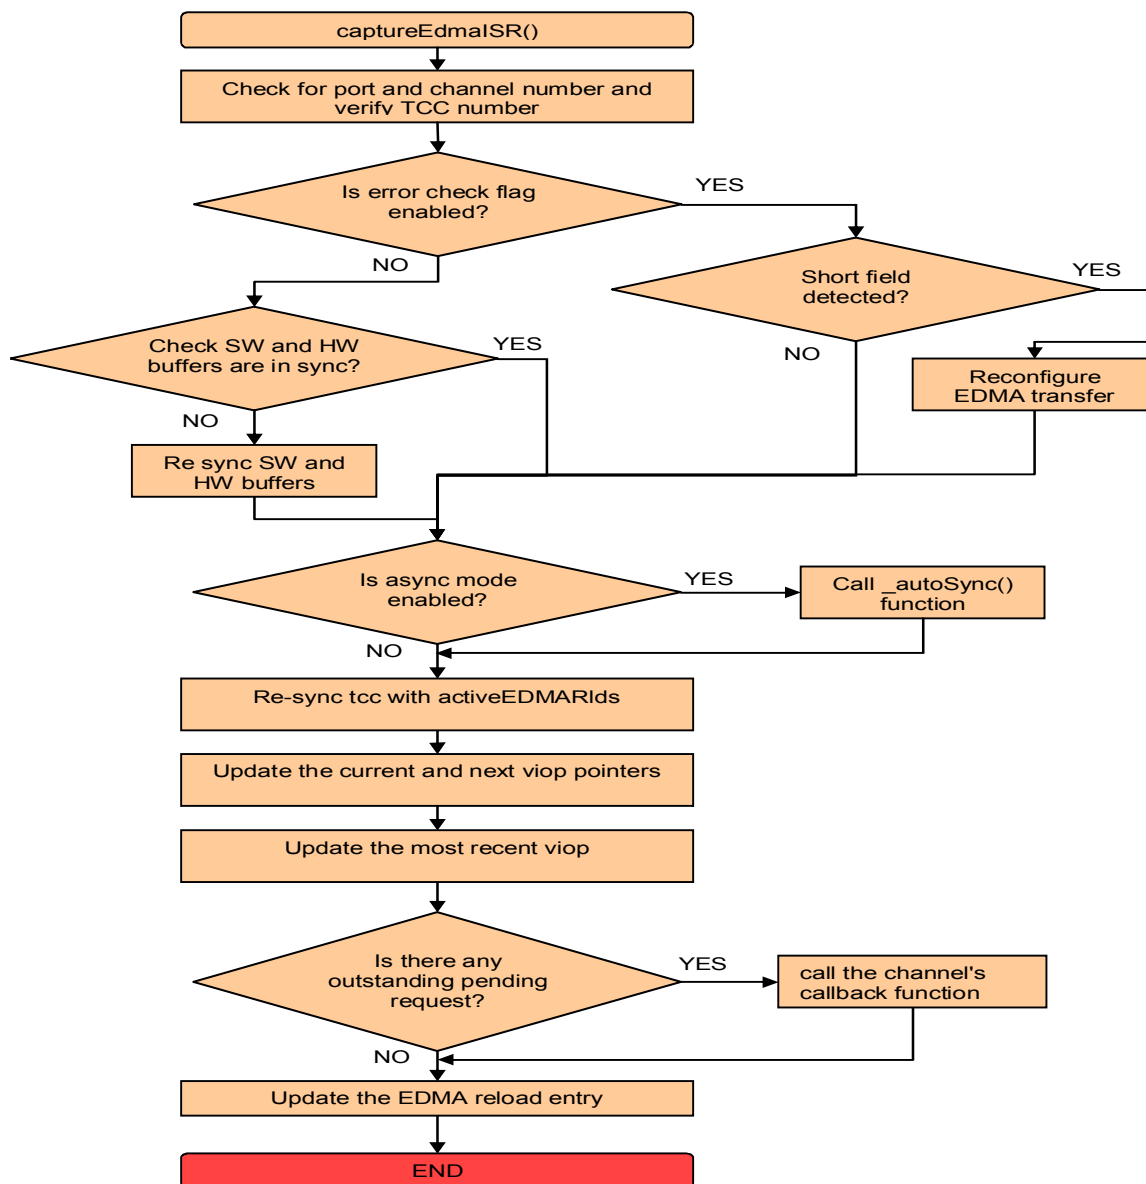 captureEdmaISR()
Check for port and channel number and
verify TCC number
Is error check flag
enabled?
YES
NO
Short field
detected?
YES
NO
Check SW and HW
buffers are in sync?
YES
NO
Reconfigure
EDMA transfer
Re sync SW and
HW buffers
Is async mode
enabled?
YES
NO
Call _autoSync()
function
Re-sync tcc with activeEDMARlds
Update the current and next viop pointers
Update the most recent viop
Is there any
outstanding pending
request?
YES
NO
call the channel's
callback function
Update the EDMA reload entry
END